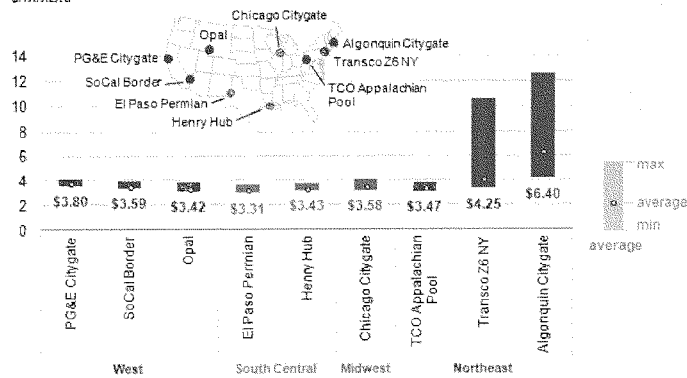 Chicago Citygate
Opal
Algonquin Citygate
PG&E Citygate
Transco Z6 NY
SoCal Border
TCO Appalachian
Pool
El Paso Permian
Henry Hub
14
12
10
8
6
4
2
0
$3.80
$3.59
$3.42
$3.31
$3.43
$3.58
$3.47
$4.25
$6.40
max
average
min
average
PG&E Citygate
SoCal Border
Opal
El Paso Permian
Henry Hub
Chicago Citygate
TCO Appalachian
Pool
Transco Z6 NY
Algonquin Citygate
West
South Central
Midwest
Northeast